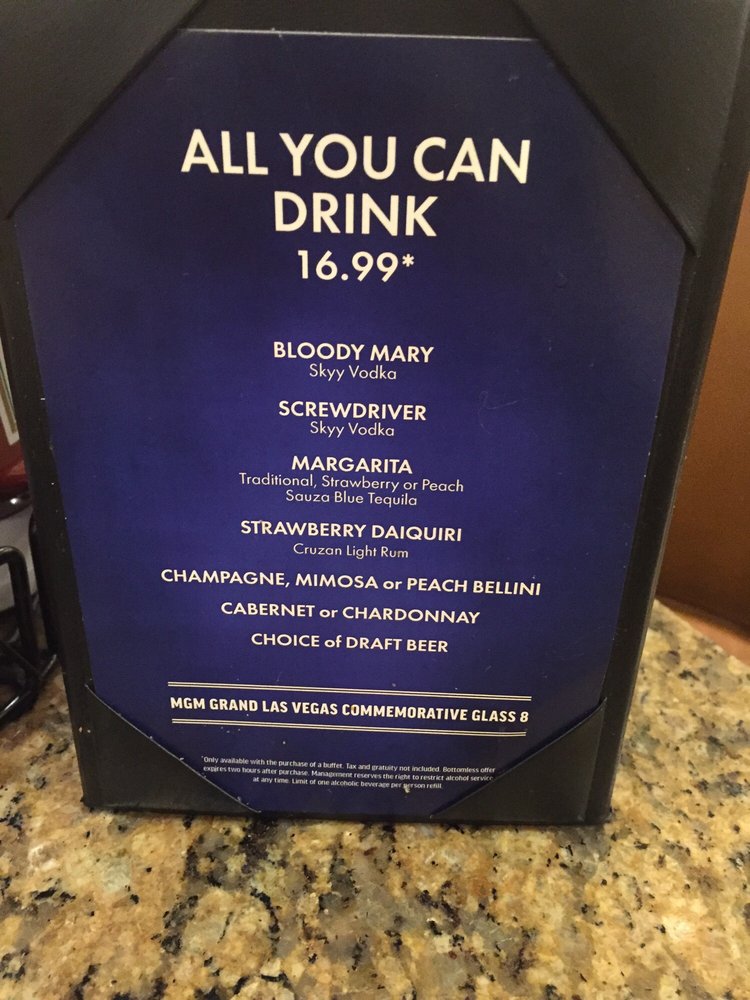 ALL YOU CAN
DRINK
16.99*
BLOODY MARY
Skyy Vodka
SCREWDRIVER
Skyy Vodka
MARGARITA
Traditional, Strawberry or Peach
Sauza Blue Tequila
STRAWBERRY DAIQUIRI
Cruzan Light Rum
CHAMPAGNE, MIMOSA or PEACH BELLINI
CABERNET or CHARDONNAY
CHOICE of DRAFT BEER
MGM GRAND LAS VEGAS COMMEMORATIVE GLASS 8
*Only available with the purchase of a buffet. Tax and gratuity not included. Bottomless offer
expires two hours after purchase. Management reserves the right to restrict alcohol service
at any time. Limit of one alcoholic beverage per person refill.